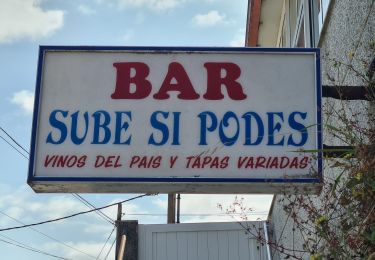 BAR
SUBE SI PODES
VINOS DEL PAIS Y TAPAS VARIADAS